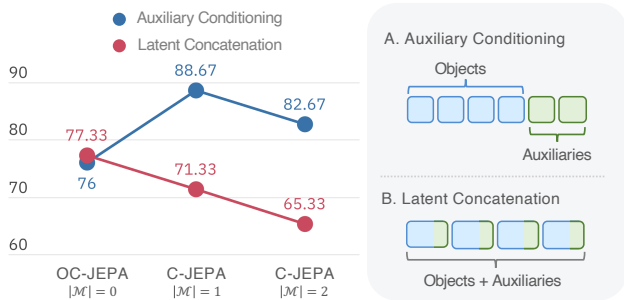 Auxiliary Conditioning
Latent Concatenation
90
80
70
60
88.67
82.67
77.33
76
71.33
65.33
OC-JEPA
|ℳ| = 0
C-JEPA
|ℳ| = 1
C-JEPA
|ℳ| = 2
A. Auxiliary Conditioning
Objects
Auxiliaries
B. Latent Concatenation
Objects + Auxiliaries